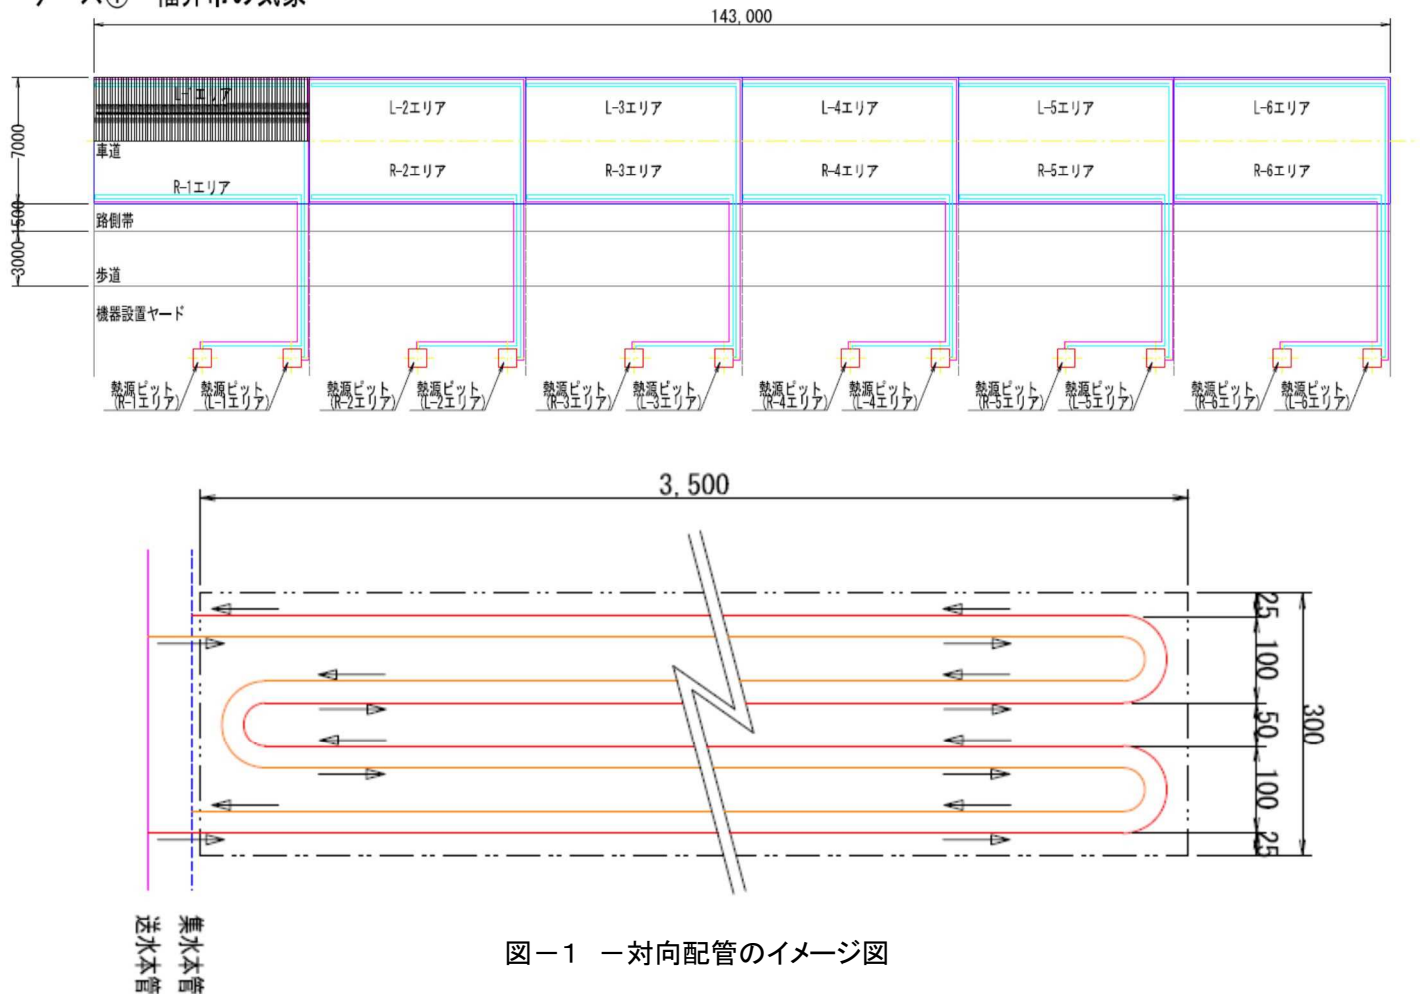 143,000
L-1エリア
L-2エリア
L-3エリア
L-4エリア
L-5エリア
L-6エリア
7000
車道
R-1エリア
R-2エリア
R-3エリア
R-4エリア
R-5エリア
R-6エリア
1500
路側帯
3000
歩道
機器設置ヤード
熱源ピット
(R-1エリア)
熱源ピット
(L-1エリア)
熱源ピット
(R-2エリア)
熱源ピット
(L-2エリア)
熱源ピット
(R-3エリア)
熱源ピット
(L-3エリア)
熱源ピット
(R-4エリア)
熱源ピット
(L-4エリア)
熱源ピット
(R-5エリア)
熱源ピット
(L-5エリア)
熱源ピット
(R-6エリア)
熱源ピット
(L-6エリア)
3,500
25
100
50
100
25
300
送水本管
集水本管
図−1 −対向配管のイメージ図